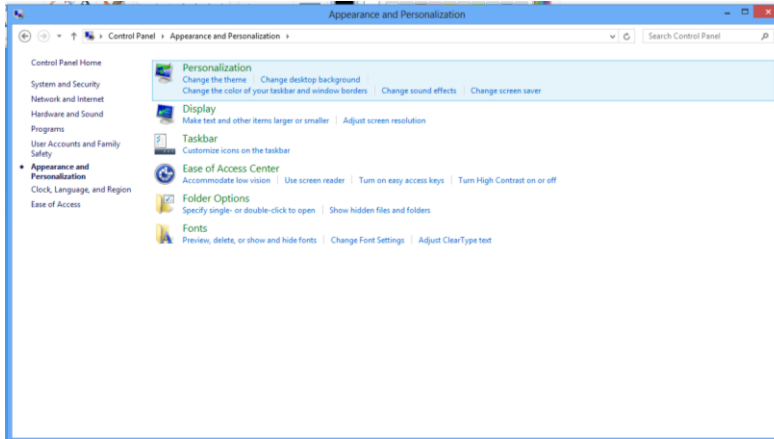 Appearance and Personalization
Control Panel Appearance and Personalization
Search Control Panel
Control Panel Home
System and Security
Network and Internet
Hardware and Sound
Programs
User Accounts and Family
Safety
Appearance and
Personalization
Clock, Language, and Region
Ease of Access
Personalization
Change the theme Change desktop background
Change the color of your taskbar and window borders Change sound effects Change screen saver
Display
Make text and other items larger or smaller Adjust screen resolution
Taskbar
Customize icons on the taskbar
Ease of Access Center
Accommodate low vision Use screen reader Turn on easy access keys Turn High Contrast on or off
Folder Options
Specify single- or double-click to open Show hidden files and folders
Fonts
Preview, delete, or show and hide fonts Change Font Settings Adjust ClearType text